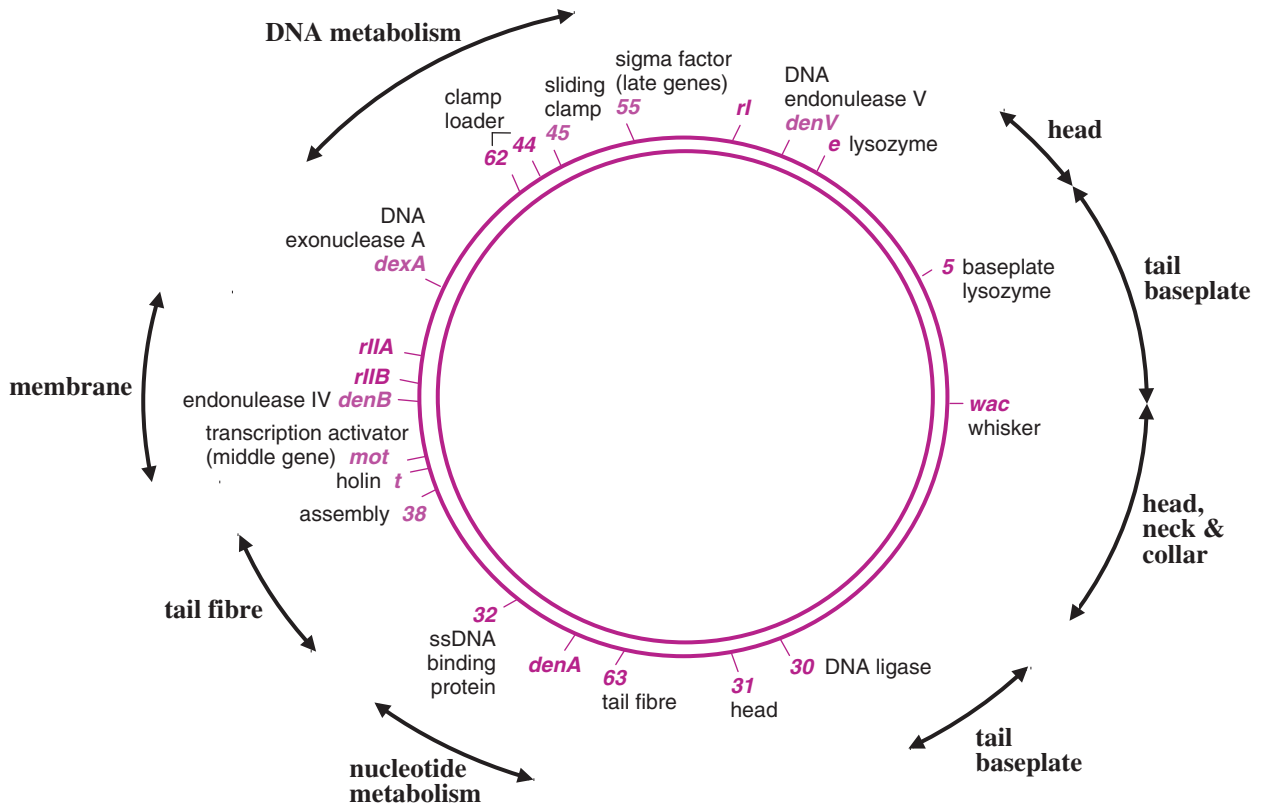 DNA metabolism
sigma factor
(late genes)
55
sliding
clamp
45
clamp
loader
62 44
rI
DNA
endonulease V
denV
e lysozyme
head
tail
baseplate
5 baseplate
lysozyme
wac
whisker
head,
neck &
collar
30 DNA ligase
tail
baseplate
31
head
63
tail fibre
denA
32
ssDNA
binding
protein
nucleotide
metabolism
tail fibre
assembly 38
holin t
transcription activator
(middle gene) mot
endonulease IV denB
rIIB
rIIA
membrane
DNA
exonuclease A
dexA